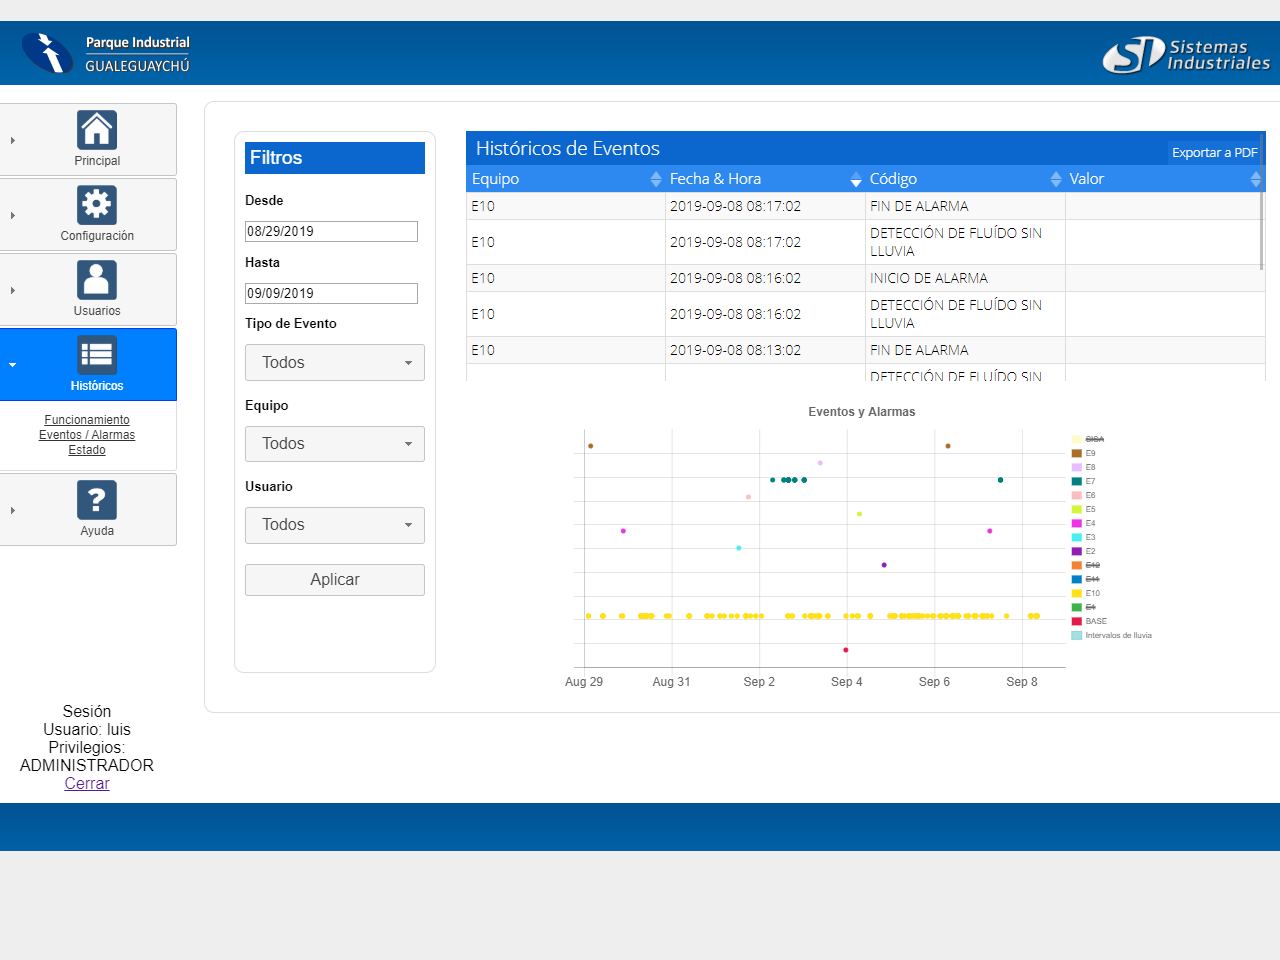 Parque Industrial
GUALEGUAYCHÚ
Sistemas
Industriales
Principal
Configuración
Usuarios
Históricos
Funcionamiento
Eventos / Alarmas
Estado
Ayuda
Sesión
Usuario: luis
Privilegios:
ADMINISTRADOR
Cerrar
Filtros
Desde
08/29/2019
Hasta
09/09/2019
Tipo de Evento
Todos
Equipo
Todos
Usuario
Todos
Aplicar
Históricos de Eventos
Exportar a PDF
Equipo Fecha & Hora Código Valor
E10 2019-09-08 08:17:02 FIN DE ALARMA
E10 2019-09-08 08:17:02 DETECCIÓN DE FLUÍDO SIN
LLUVIA
E10 2019-09-08 08:16:02 INICIO DE ALARMA
E10 2019-09-08 08:16:02 DETECCIÓN DE FLUÍDO SIN
LLUVIA
E10 2019-09-08 08:13:02 FIN DE ALARMA
DETECCIÓN DE FLUÍDO SIN
Eventos y Alarmas
E9
E8
E7
E6
E5
E4
E3
E2
E12
E11
E10
E1
BASE
Intervalos de lluvia
Aug 29 Aug 31 Sep 2 Sep 4 Sep 6 Sep 8